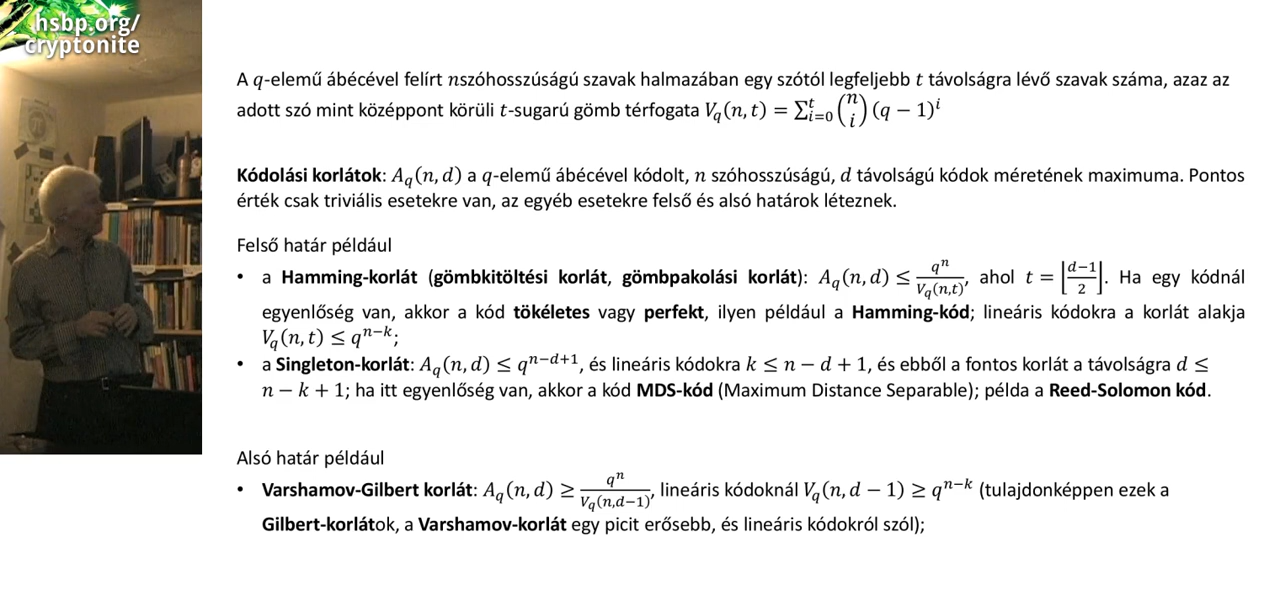 hsbp.org/
cryptonite
A q-elemű ábécével felírt nszóhosszúságú szavak halmazában egy szótól legfeljebb t távolságra lévő szavak száma, azaz az
adott szó mint középpont körüli t-sugarú gömb térfogata V_q(n, t) = ∑_{i=0}^{t} \binom{n}{i} (q − 1)^i
Kódolási korlátok: A_q(n, d) a q-elemű ábécével kódolt, n szóhosszúságú, d távolságú kódok méretének maximuma. Pontos
érték csak triviális esetekre van, az egyéb esetekre felső és alsó határok léteznek.
Felső határ például
• a Hamming-korlát (gömbkitöltési korlát, gömbpakolási korlát): A_q(n, d) ≤ \frac{q^n}{V_q(n,t)}, ahol t = ⌊\frac{d−1}{2}⌋. Ha egy kódnál
egyenlőség van, akkor a kód tökéletes vagy perfekt, ilyen például a Hamming-kód; lineáris kódokra a korlát alakja
V_q(n, t) ≤ q^{n−k};
• a Singleton-korlát: A_q(n, d) ≤ q^{n−d+1}, és lineáris kódokra k ≤ n − d + 1, és ebből a fontos korlát a távolságra d ≤
n − k + 1; ha itt egyenlőség van, akkor a kód MDS-kód (Maximum Distance Separable); példa a Reed-Solomon kód.
Alsó határ például
• Varshamov-Gilbert korlát: A_q(n, d) ≥ \frac{q^n}{V_q(n,d−1)}, lineáris kódoknál V_q(n, d − 1) ≥ q^{n−k} (tulajdonképpen ezek a
Gilbert-korlátok, a Varshamov-korlát egy picit erősebb, és lineáris kódokról szól);